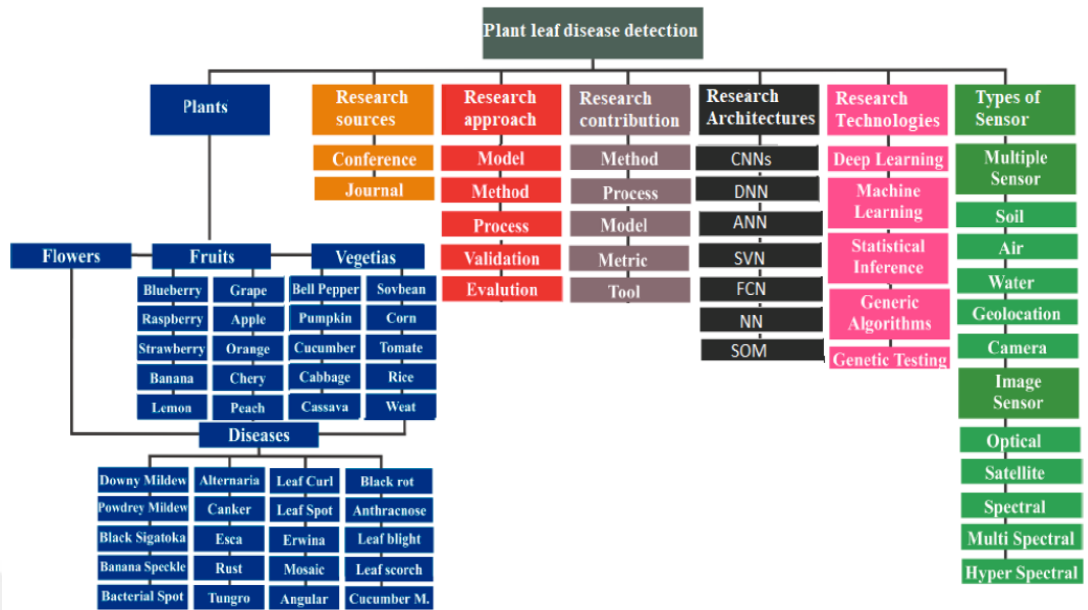 Plant leaf disease detection
Plants
Research
sources
Conference
Journal
Research
approach
Model
Method
Process
Validation
Evalution
Research
contribution
Method
Process
Model
Metric
Tool
Research
Architectures
CNNs
DNN
ANN
SVN
FCN
NN
SOM
Research
Technologies
Deep Learning
Machine
Learning
Statistical
Inference
Generic
Algorithms
Genetic Testing
Types of
Sensor
Multiple
Sensor
Soil
Air
Water
Geolocation
Camera
Image
Sensor
Optical
Satellite
Spectral
Multi Spectral
Hyper Spectral
Flowers
Fruits
Blueberry
Raspberry
Strawberry
Banana
Lemon
Grape
Apple
Orange
Chery
Peach
Vegetias
Bell Pepper
Pumpkin
Cucumber
Cabbage
Cassava
Sovbean
Corn
Tomate
Rice
Weat
Diseases
Downy Mildew
Powdrey Mildew
Black Sigatoka
Banana Speckle
Bacterial Spot
Alternaria
Canker
Esca
Rust
Tungro
Leaf Curl
Leaf Spot
Erwina
Mosaic
Angular
Black rot
Anthracnose
Leaf blight
Leaf scorch
Cucumber M.